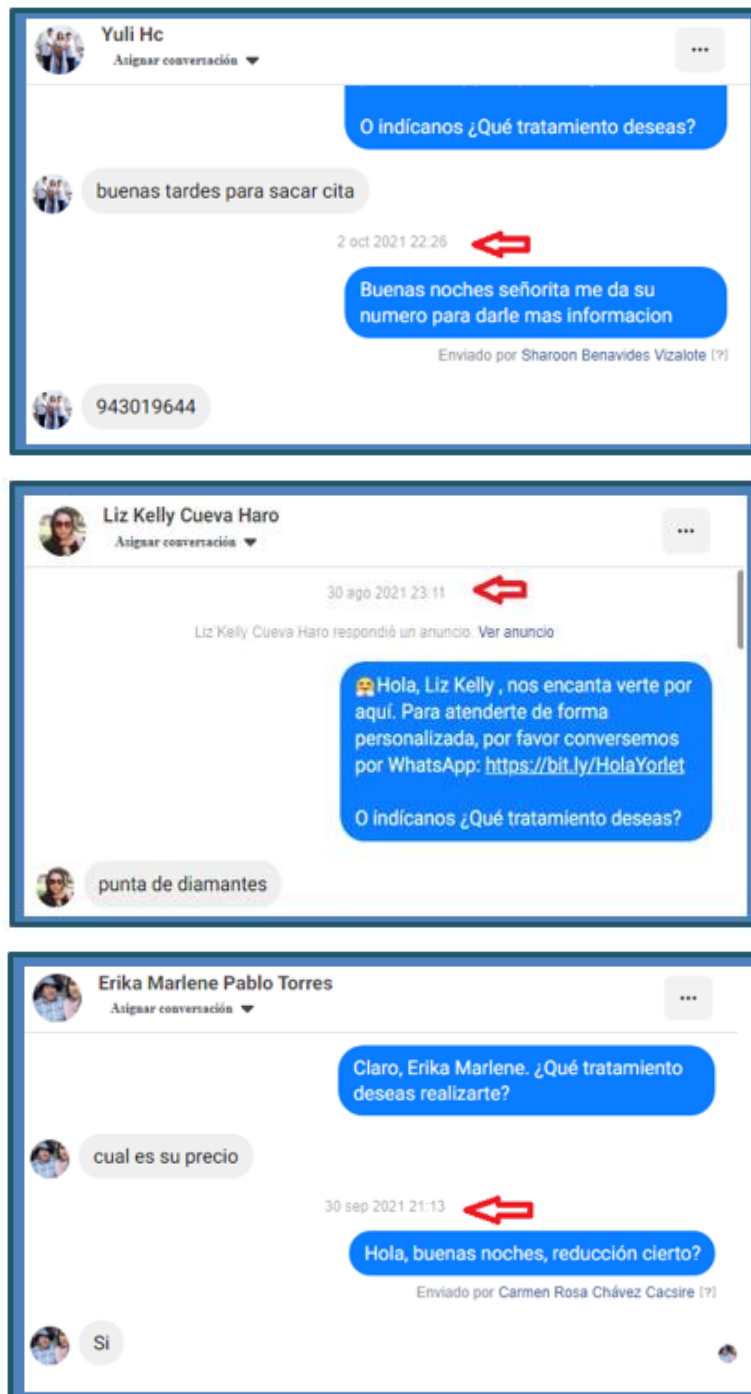 Yuli Hc
Asignar conversación
O indícanos ¿Qué tratamiento deseas?
buenas tardes para sacar cita
2 oct 2021 22:26
Buenas noches señorita me da su
numero para darle mas informacion
Enviado por Sharoon Benavides Vizalote [?]
943019644
Liz Kelly Cueva Haro
Asignar conversación
30 ago 2021 23:11
Liz Kelly Cueva Haro respondió un anuncio. Ver anuncio
Hola, Liz Kelly , nos encanta verte por
aquí. Para atenderte de forma
personalizada, por favor conversemos
por WhatsApp: https://bit.ly/HolaYorlet
O indícanos ¿Qué tratamiento deseas?
punta de diamantes
Erika Marlene Pablo Torres
Asignar conversación
Claro, Erika Marlene. ¿Qué tratamiento
deseas realizarte?
cual es su precio
30 sep 2021 21:13
Hola, buenas noches, reducción cierto?
Enviado por Carmen Rosa Chávez Cacsire [?]
Si